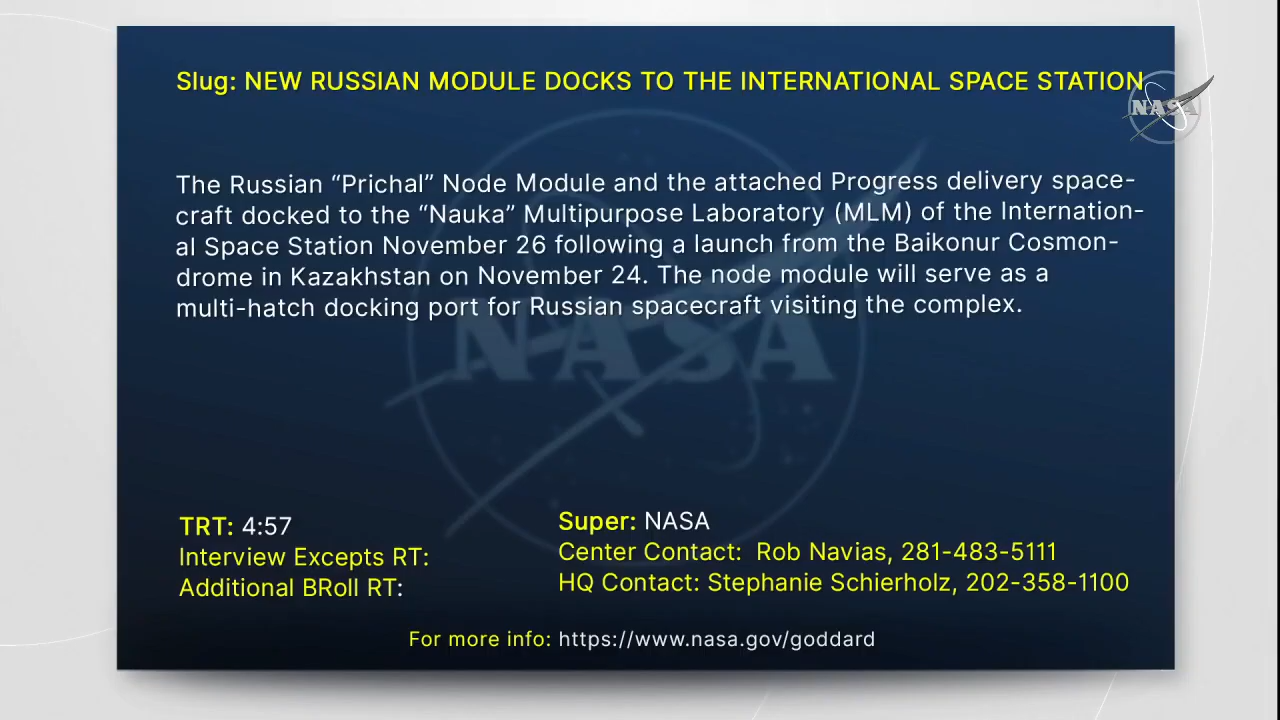 Slug: NEW RUSSIAN MODULE DOCKS TO THE INTERNATIONAL SPACE STATION
NASA
The Russian “Prichal” Node Module and the attached Progress delivery space-
craft docked to the “Nauka” Multipurpose Laboratory (MLM) of the Internation-
al Space Station November 26 following a launch from the Baikonur Cosmon-
drome in Kazakhstan on November 24. The node module will serve as a
multi-hatch docking port for Russian spacecraft visiting the complex.
NASA
TRT: 4:57
Interview Excepts RT:
Additional BRoll RT:
Super: NASA
Center Contact:  Rob Navias, 281-483-5111
HQ Contact: Stephanie Schierholz, 202-358-1100
For more info: https://www.nasa.gov/goddard